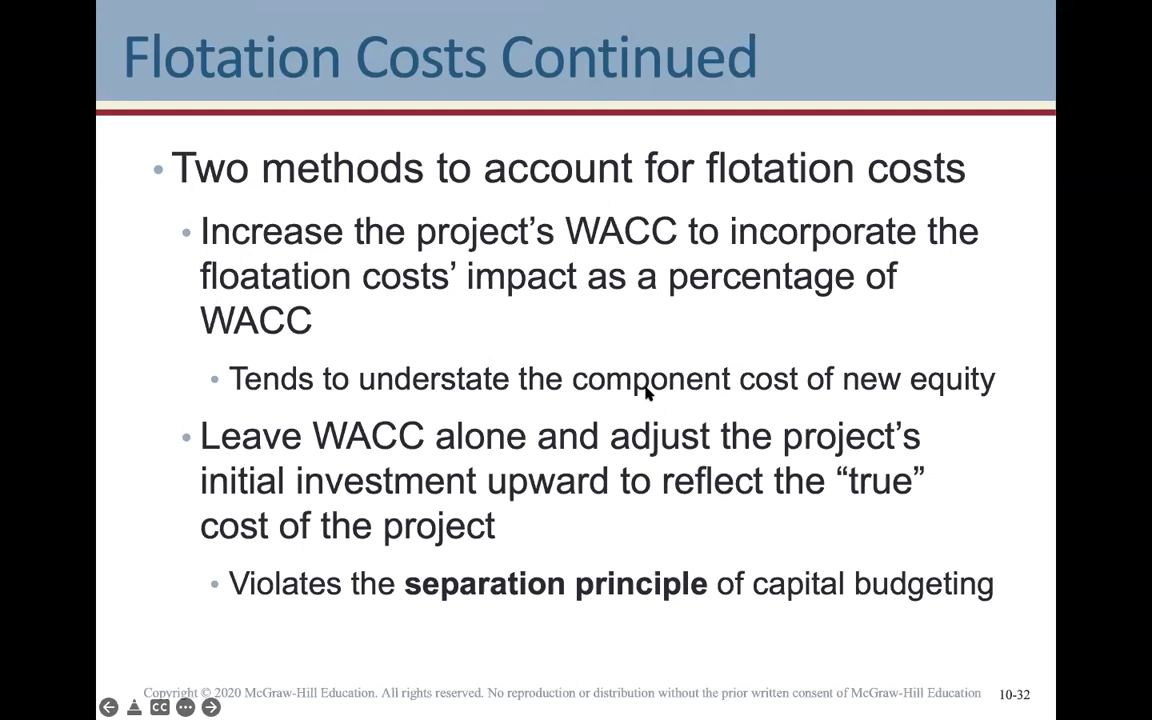 Flotation Costs Continued
• Two methods to account for flotation costs
• Increase the project’s WACC to incorporate the
floatation costs’ impact as a percentage of
WACC
• Tends to understate the component cost of new equity
• Leave WACC alone and adjust the project’s
initial investment upward to reflect the “true”
cost of the project
• Violates the separation principle of capital budgeting
Copyright © 2020 McGraw-Hill Education. All rights reserved. No reproduction or distribution without the prior written consent of McGraw-Hill Education
10-32
CC